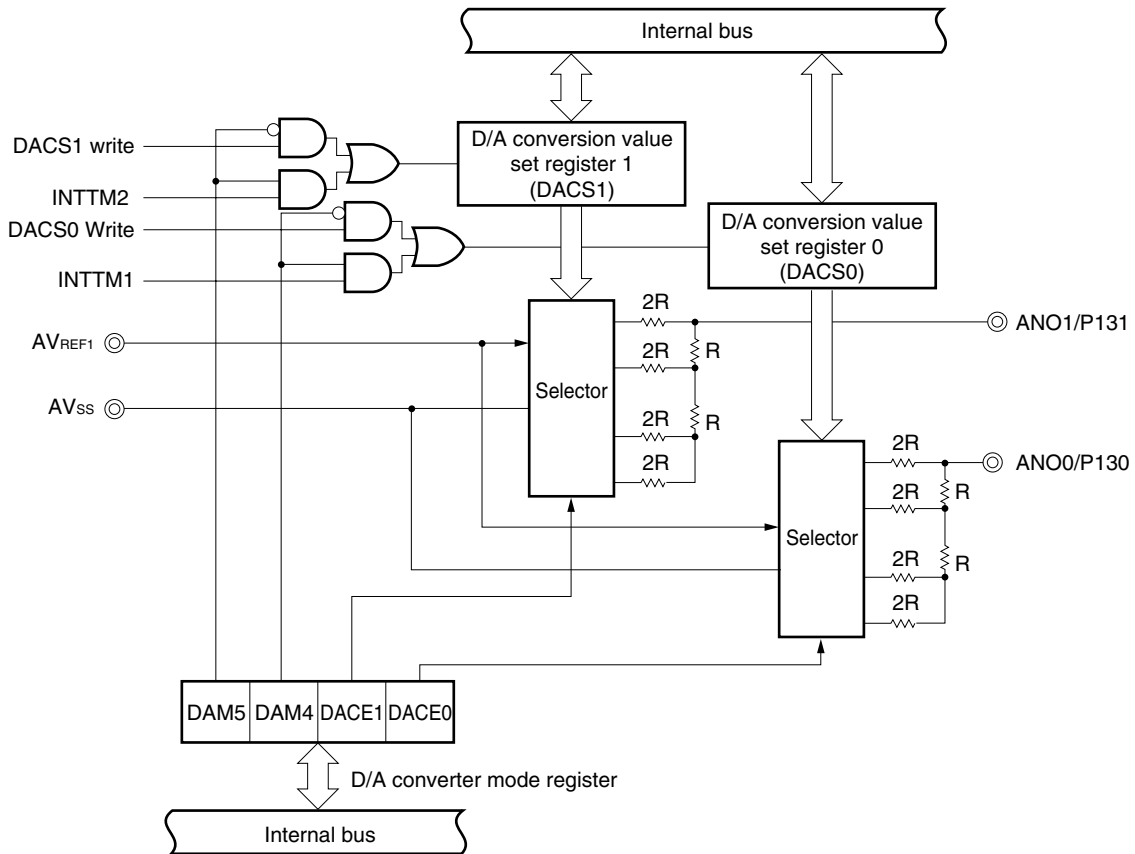 Internal bus
DACS1 write
INTTM2
DACS0 Write
INTTM1
D/A conversion value
set register 1
(DACS1)
D/A conversion value
set register 0
(DACS0)
AVREF1
AVSS
Selector
2R
2R
R
2R
R
2R
ANO1/P131
Selector
2R
2R
R
2R
R
2R
ANO0/P130
DAM5 DAM4 DACE1 DACE0
D/A converter mode register
Internal bus